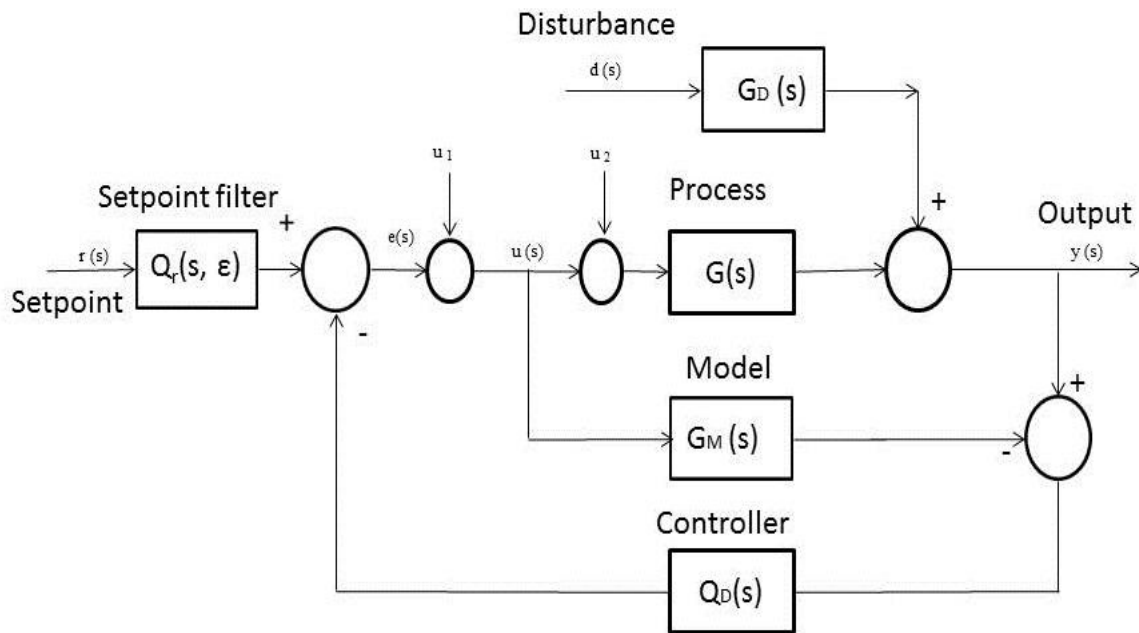 Disturbance
d(s)
GD (s)
u1
u2
Setpoint filter
Process
+
+
Output
r(s)
Qr(s, ε)
e(s)
u(s)
G(s)
y(s)
Setpoint
-
Model
+
GM (s)
-
Controller
QD(s)